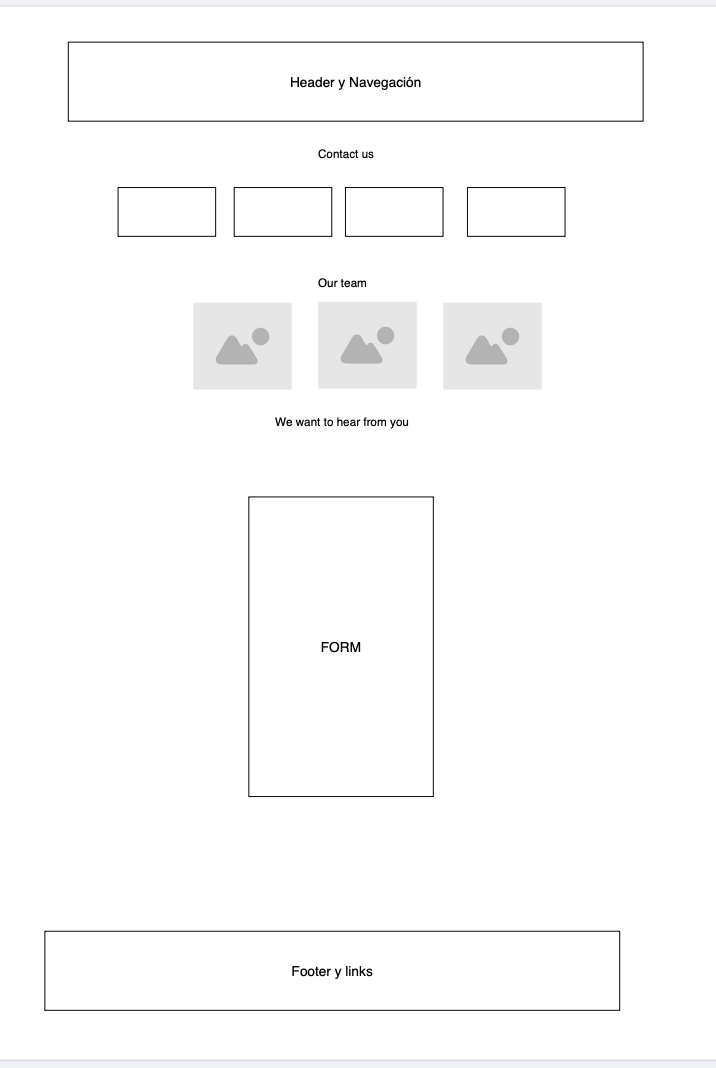 Header y Navegación
Contact us
Our team
We want to hear from you
FORM
Footer y links